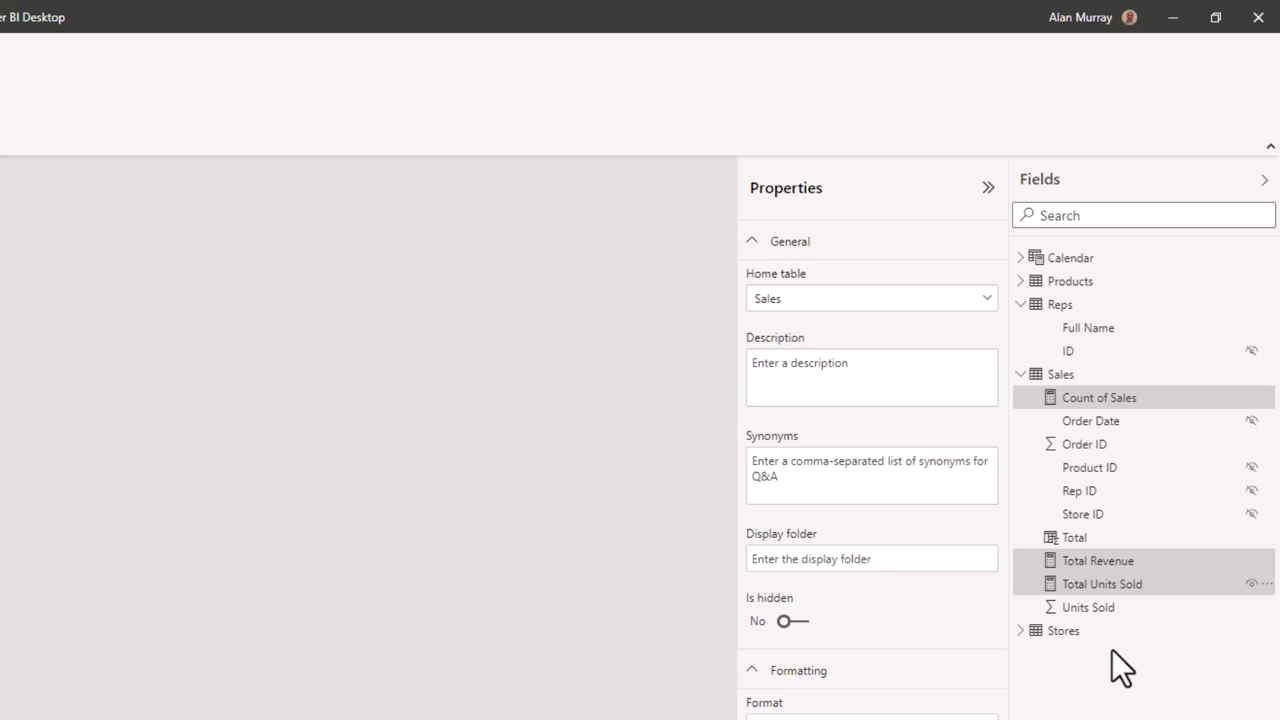 er BI Desktop
Alan Murray
Properties
General
Home table
Sales
Description
Enter a description
Synonyms
Enter a comma-separated list of synonyms for
Q&A
Display folder
Enter the display folder
Is hidden
No
Formatting
Format
Fields
Search
Calendar
Products
Reps
Full Name
ID
Sales
Count of Sales
Order Date
Order ID
Product ID
Rep ID
Store ID
Total
Total Revenue
Total Units Sold
Units Sold
Stores